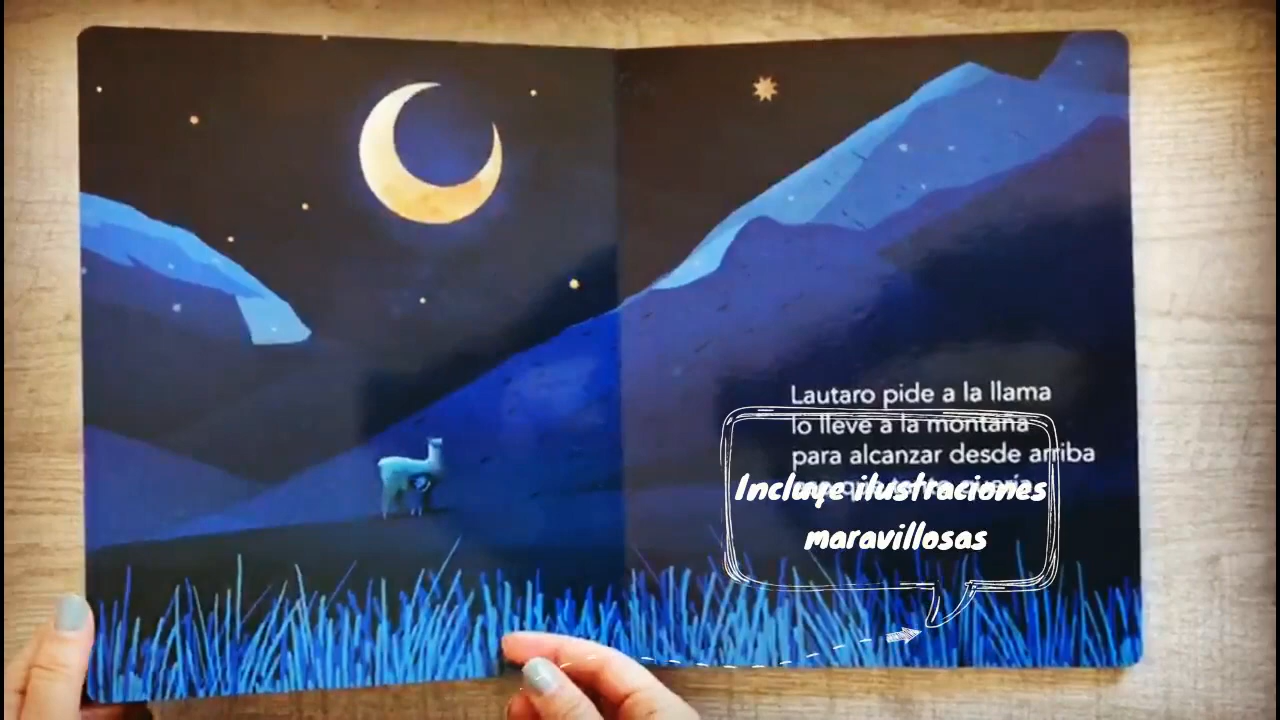 Lautaro pide a la llama
lo lleve a la montaña
para alcanzar desde arriba
Incluye ilustraciones
maravillosas